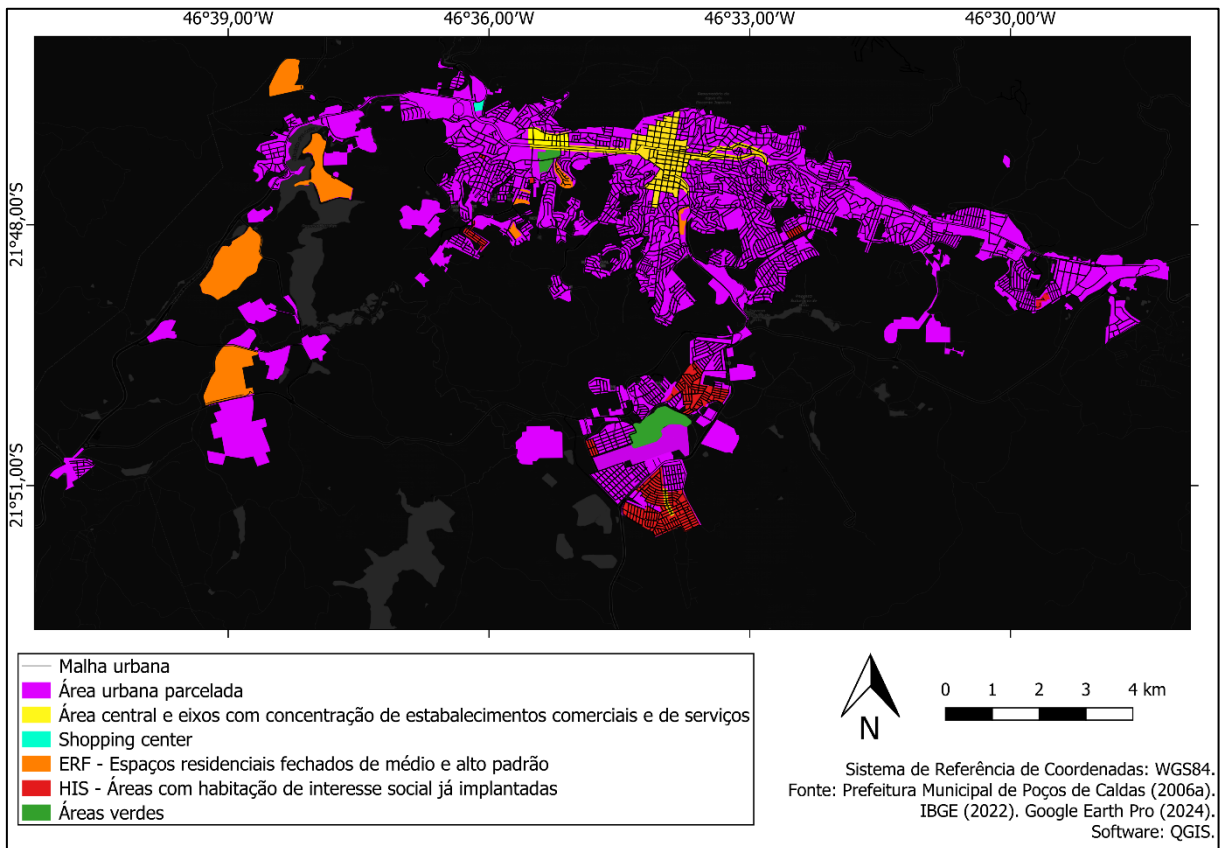 46°39,00′W
46°36,00′W
46°33,00′W
46°30,00′W
21°48,00′S
21°51,00′S
Malha urbana
Área urbana parcelada
Área central e eixos com concentração de estabalecimentos comerciais e de serviços
Shopping center
ERF - Espaços residenciais fechados de médio e alto padrão
HIS - Áreas com habitação de interesse social já implantadas
Áreas verdes
N
0 1 2 3 4 km
Sistema de Referência de Coordenadas: WGS84.
Fonte: Prefeitura Municipal de Poços de Caldas (2006a).
IBGE (2022). Google Earth Pro (2024).
Software: QGIS.